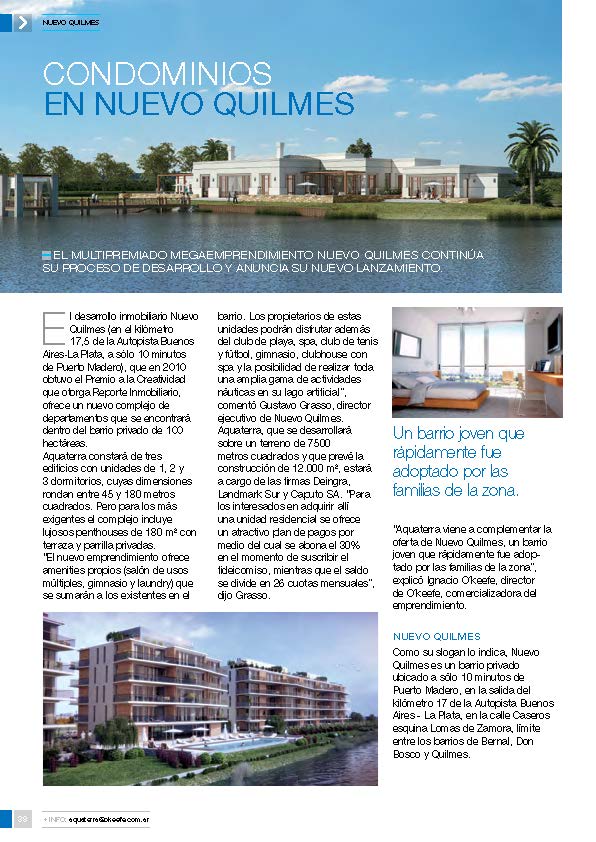 NUEVO QUILMES
CONDOMINIOS
EN NUEVO QUILMES
EL MULTIPREMIADO MEGAEMPRENDIMIENTO NUEVO QUILMES CONTINÚA
SU PROCESO DE DESARROLLO Y ANUNCIA SU NUEVO LANZAMIENTO.
El desarrollo inmobiliario Nuevo
Quilmes (en el kilómetro
17,5 de la Autopista Buenos
Aires-La Plata, a sólo 10 minutos
de Puerto Madero), que en 2010
obtuvo el Premio a la Creatividad
que otorga Reporte Inmobiliario,
ofrece un nuevo complejo de
departamentos que se encontrará
dentro del barrio privado de 100
hectáreas.
Aquaterra constará de tres
edificios con unidades de 1, 2 y
3 dormitorios, cuyas dimensiones
rondan entre 45 y 180 metros
cuadrados. Pero para los más
exigentes el complejo incluye
lujosos penthouses de 180 m² con
terraza y parrilla privadas.
"El nuevo emprendimiento ofrece
amenities propios (salón de usos
múltiples, gimnasio y laundry) que
se sumarán a los existentes en el
barrio. Los propietarios de estas
unidades podrán disfrutar además
del club de playa, spa, club de tenis
y fútbol, gimnasio, clubhouse con
spa y la posibilidad de realizar toda
una amplia gama de actividades
náuticas en su lago artificial",
comentó Gustavo Grasso, director
ejecutivo de Nuevo Quilmes.
Aquaterra, que se desarrollará
sobre un terreno de 7500
metros cuadrados y que prevé la
construcción de 12.000 m², estará
a cargo de las firmas Deingra,
Landmark Sur y Caputo SA. "Para
los interesados en adquirir allí
una unidad residencial se ofrece
un atractivo plan de pagos por
medio del cual se abona el 30%
en el momento de suscribir el
fideicomiso, mientras que el saldo
se divide en 26 cuotas mensuales",
dijo Grasso.
Un barrio joven que
rápidamente fue
adoptado por las
familias de la zona.
"Aquaterra viene a complementar la
oferta de Nuevo Quilmes, un barrio
joven que rápidamente fue adop-
tado por las familias de la zona",
explicó Ignacio O'keefe, director
de O'keefe, comercializadora del
emprendimiento.
NUEVO QUILMES
Como su slogan lo indica, Nuevo
Quilmes es un barrio privado
ubicado a sólo 10 minutos de
Puerto Madero, en la salida del
kilómetro 17 de la Autopista Buenos
Aires - La Plata, en la calle Caseros
esquina Lomas de Zamora, límite
entre los barrios de Bernal, Don
Bosco y Quilmes.
38
+ INFO: aquaterra@okeefe.com.ar